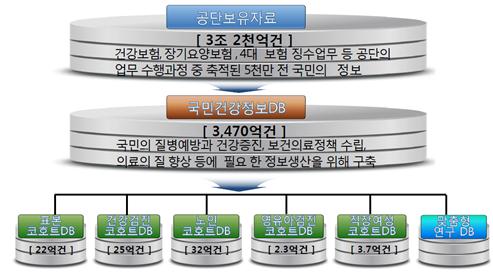 공단보유자료
[ 3조 2천억건 ]
건강보험, 장기요양보험, 4대 보험 징수업무 등 공단의
업무 수행과정 중 축적된 5천만 전 국민의 정보
국민건강정보DB
[ 3,470억건 ]
국민의 질병예방과 건강증진, 보건의료정책 수립,
의료의 질 향상 등에 필요 한 정보생산을 위해 구축
표본
코호트DB
[ 22억건 ]
건강검진
코호트DB
[ 25억건 ]
노인
코호트DB
[ 32억건 ]
영유아검진
코호트DB
[ 2.3억건 ]
직장여성
코호트DB
[ 3.7억건 ]
맞춤형
연구 DB